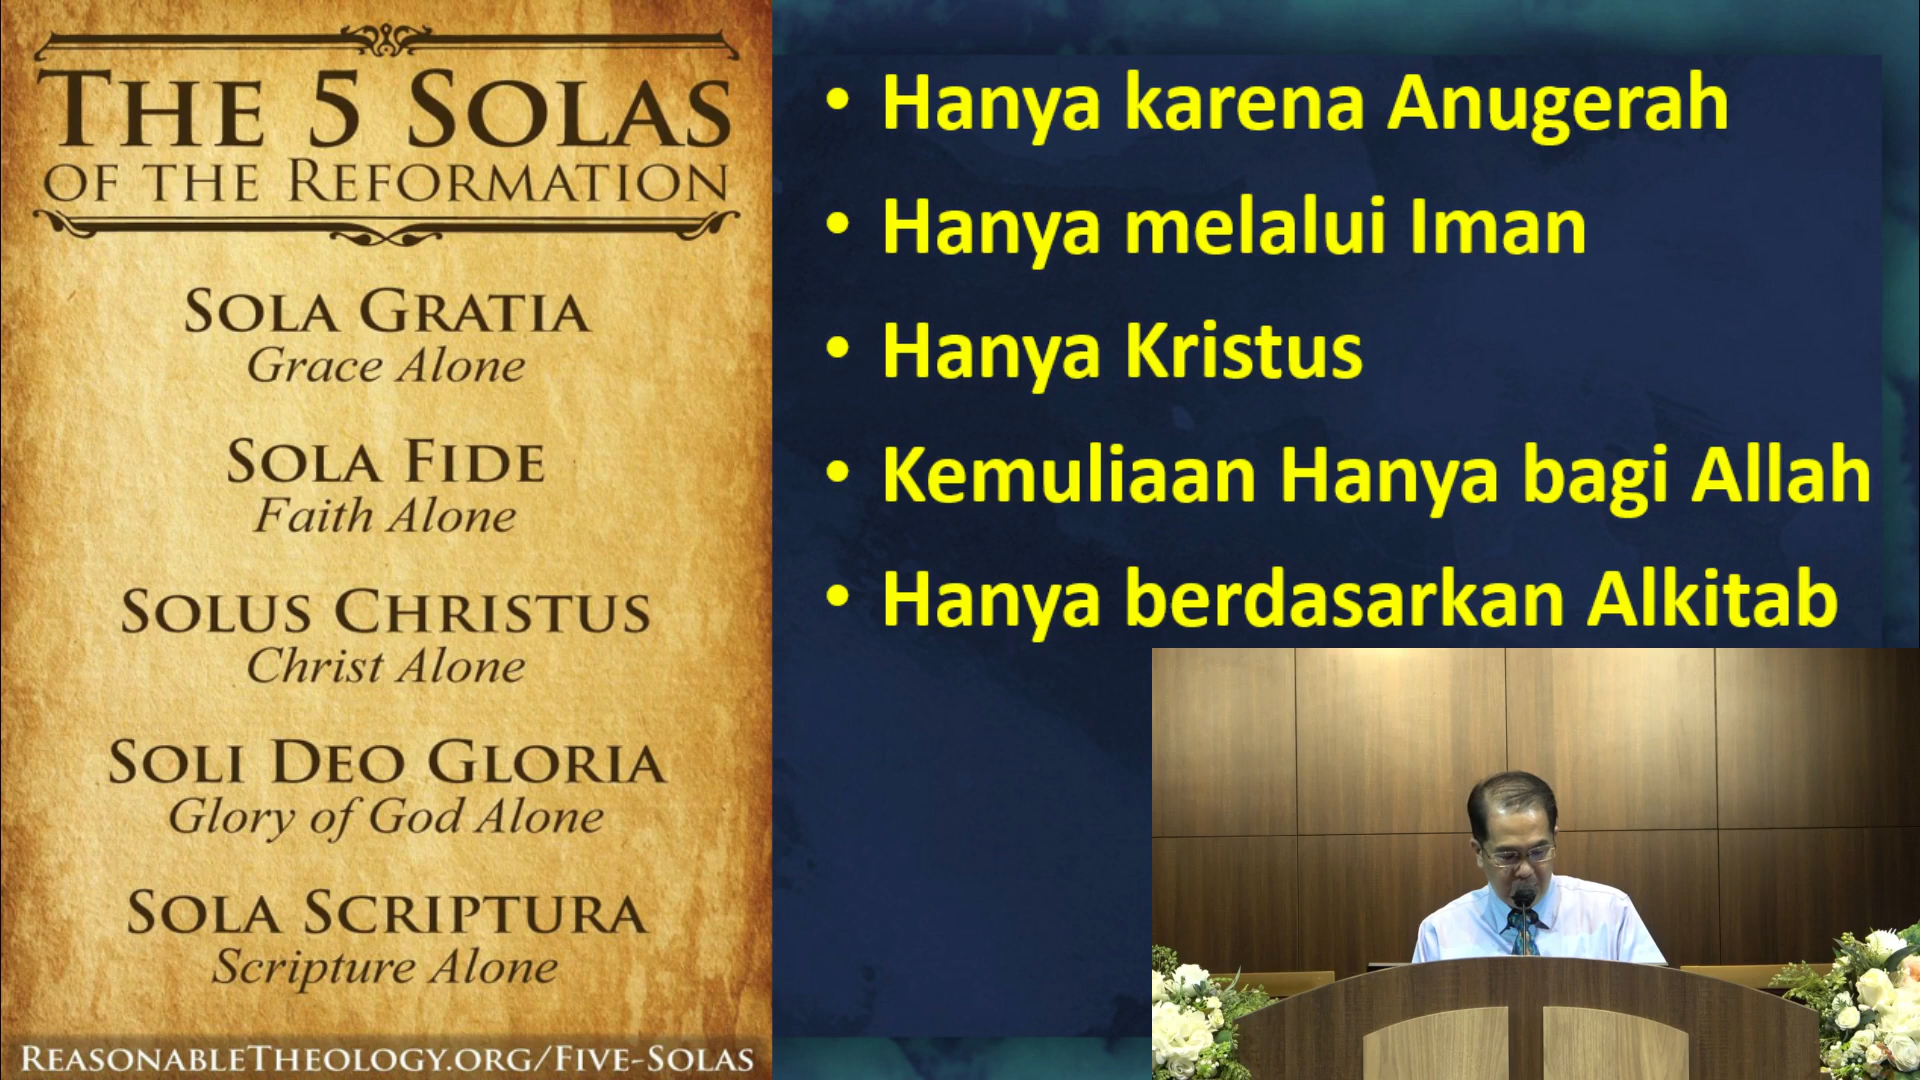 THE 5 SOLAS
OF THE REFORMATION
SOLA GRATIA
Grace Alone
SOLA FIDE
Faith Alone
SOLUS CHRISTUS
Christ Alone
SOLI DEO GLORIA
Glory of God Alone
SOLA SCRIPTURA
Scripture Alone
REASONABLETHEOLOGY.ORG/FIVE-SOLAS
• Hanya karena Anugerah
• Hanya melalui Iman
• Hanya Kristus
• Kemuliaan Hanya bagi Allah
• Hanya berdasarkan Alkitab